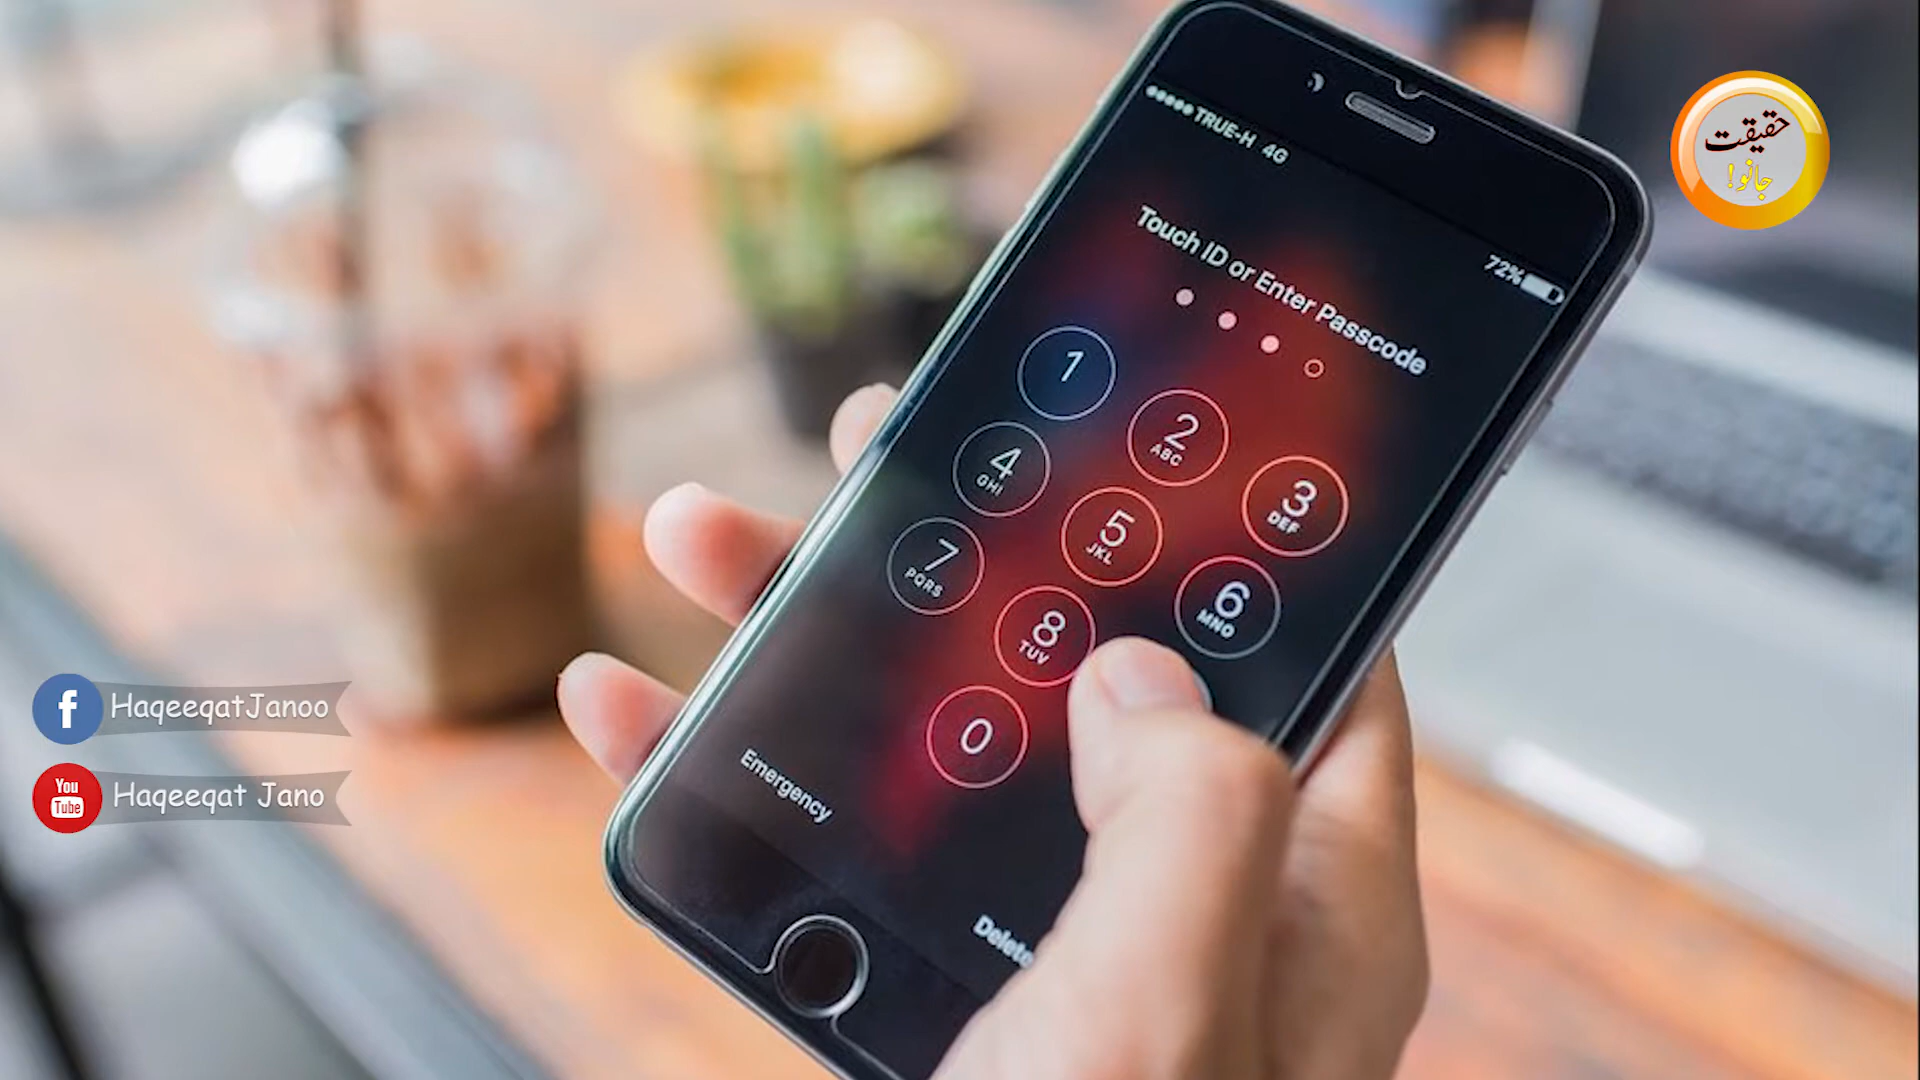 ●●●●● TRUE-H 4G
72%
Touch ID or Enter Passcode
1
2
ABC
3
DEF
4
GHI
5
JKL
6
MNO
7
PQRS
8
TUV
0
Emergency
Delete
حقیقت
جانو!
f HaqeeqatJanoo
You
Tube
Haqeeqat Jano